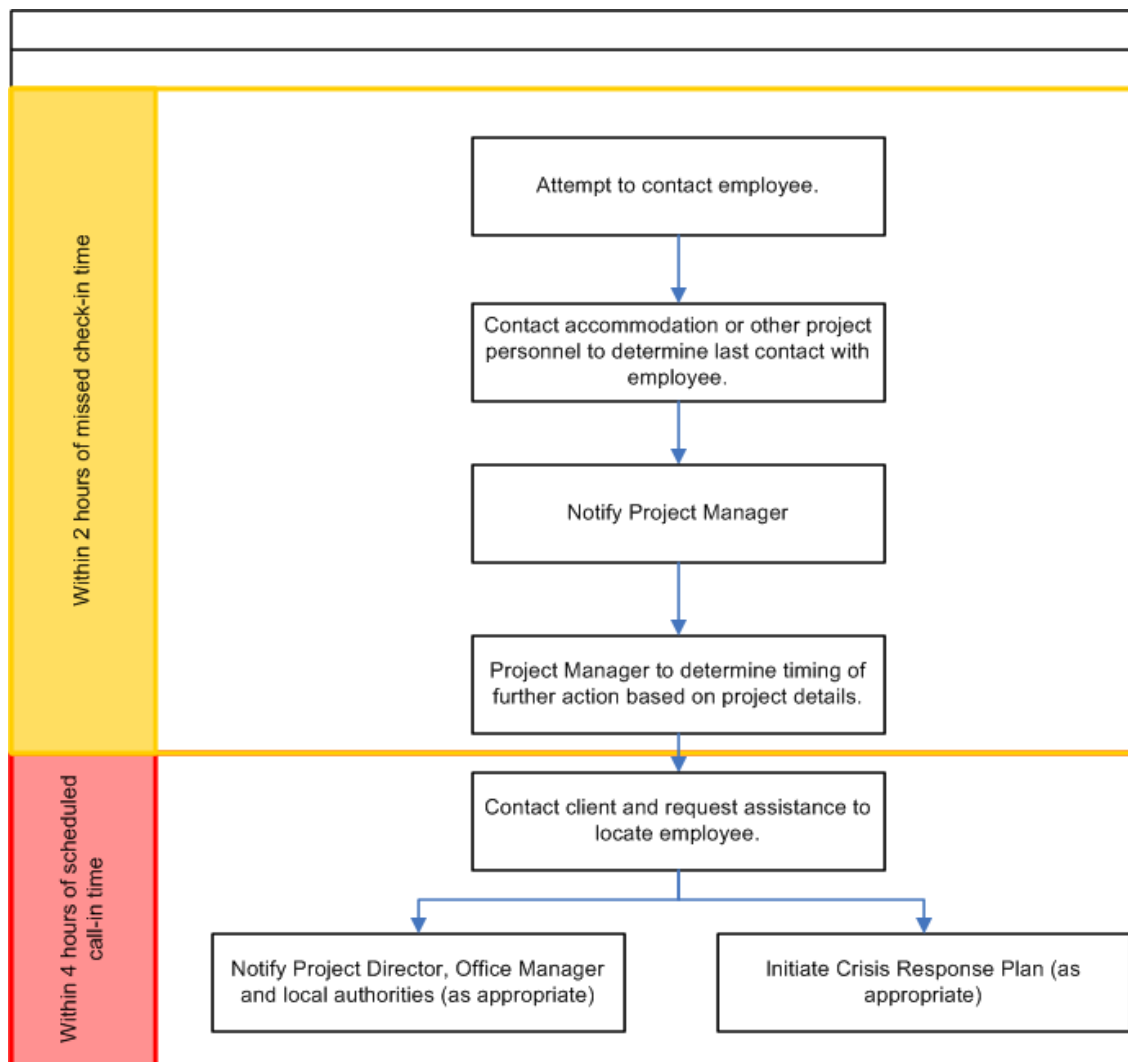 Within 2 hours of missed check-in time
Attempt to contact employee.
Contact accommodation or other project
personnel to determine last contact with
employee.
Notify Project Manager
Project Manager to determine timing of
further action based on project details.
Within 4 hours of scheduled
call-in time
Contact client and request assistance to
locate employee.
Notify Project Director, Office Manager
and local authorities (as appropriate)
Initiate Crisis Response Plan (as
appropriate)